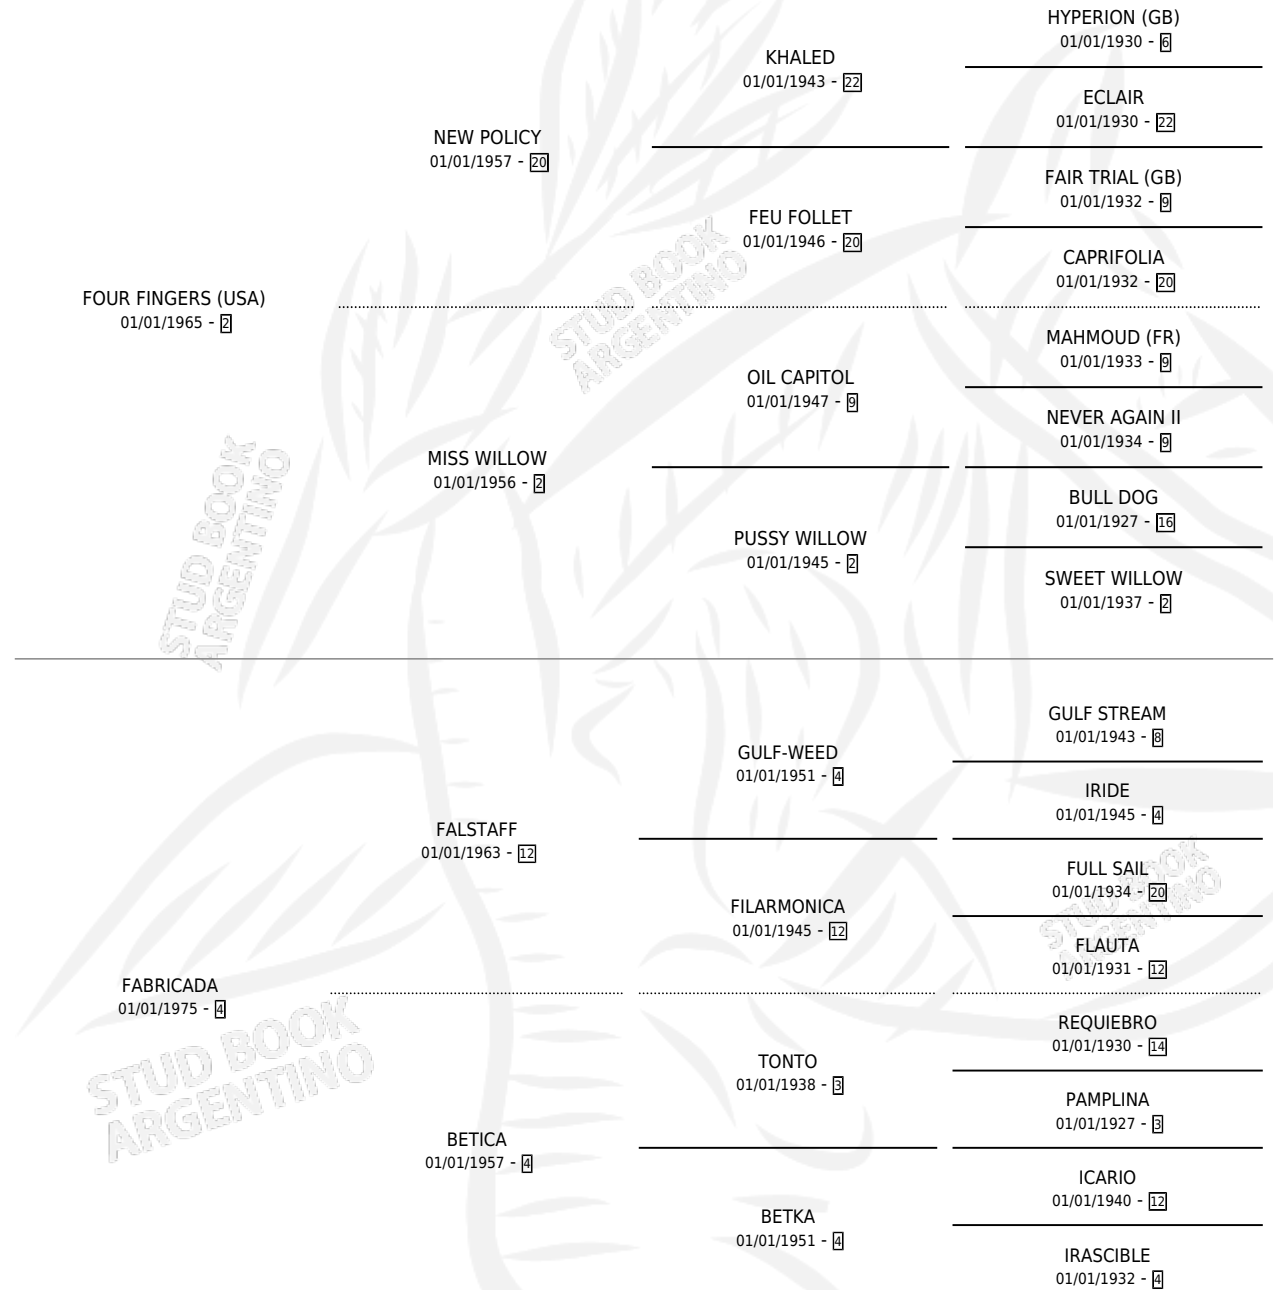 HYPERION (GB)
01/01/1930 - 6
KHALED
01/01/1943 - 22
ECLAIR
01/01/1930 - 22
NEW POLICY
01/01/1957 - 20
FAIR TRIAL (GB)
01/01/1932 - 9
FEU FOLLET
01/01/1946 - 20
CAPRIFOLIA
01/01/1932 - 20
FOUR FINGERS (USA)
01/01/1965 - 2
MAHMOUD (FR)
01/01/1933 - 9
OIL CAPITOL
01/01/1947 - 9
NEVER AGAIN II
01/01/1934 - 9
MISS WILLOW
01/01/1956 - 2
BULL DOG
01/01/1927 - 16
PUSSY WILLOW
01/01/1945 - 2
SWEET WILLOW
01/01/1937 - 2
GULF STREAM
01/01/1943 - 8
GULF-WEED
01/01/1951 - 4
IRIDE
01/01/1945 - 4
FALSTAFF
01/01/1963 - 12
FULL SAIL
01/01/1934 - 20
FILARMONICA
01/01/1945 - 12
FLAUTA
01/01/1931 - 12
FABRICADA
01/01/1975 - 4
REQUIEBRO
01/01/1930 - 14
TONTO
01/01/1938 - 3
PAMPLINA
01/01/1927 - 3
BETICA
01/01/1957 - 4
ICARIO
01/01/1940 - 12
BETKA
01/01/1951 - 4
IRASCIBLE
01/01/1932 - 4
STUD BOOK
ARGENTINO
STUD BOOK
ARGENTINO
STUD BOOK
ARGENTINO
STUD BOOK
ARGENTINO